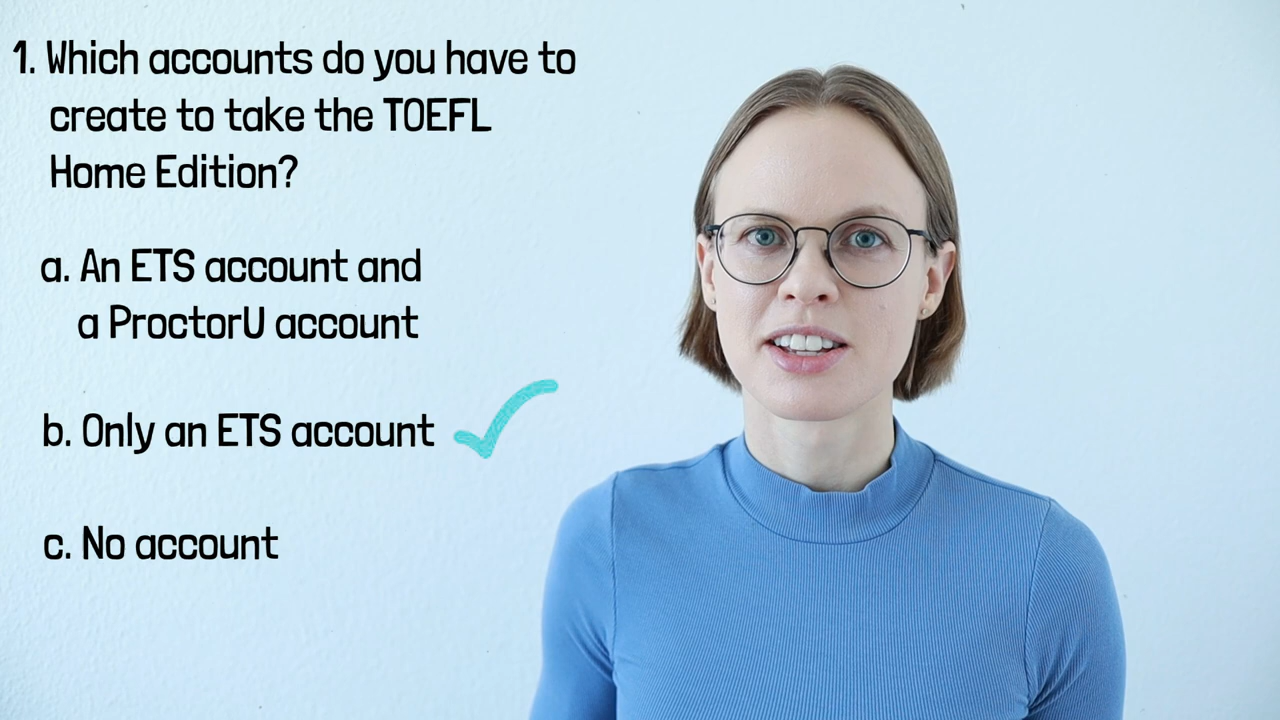 1. Which accounts do you have to
create to take the TOEFL
Home Edition?
a. An ETS account and
a ProctorU account
b. Only an ETS account
c. No account